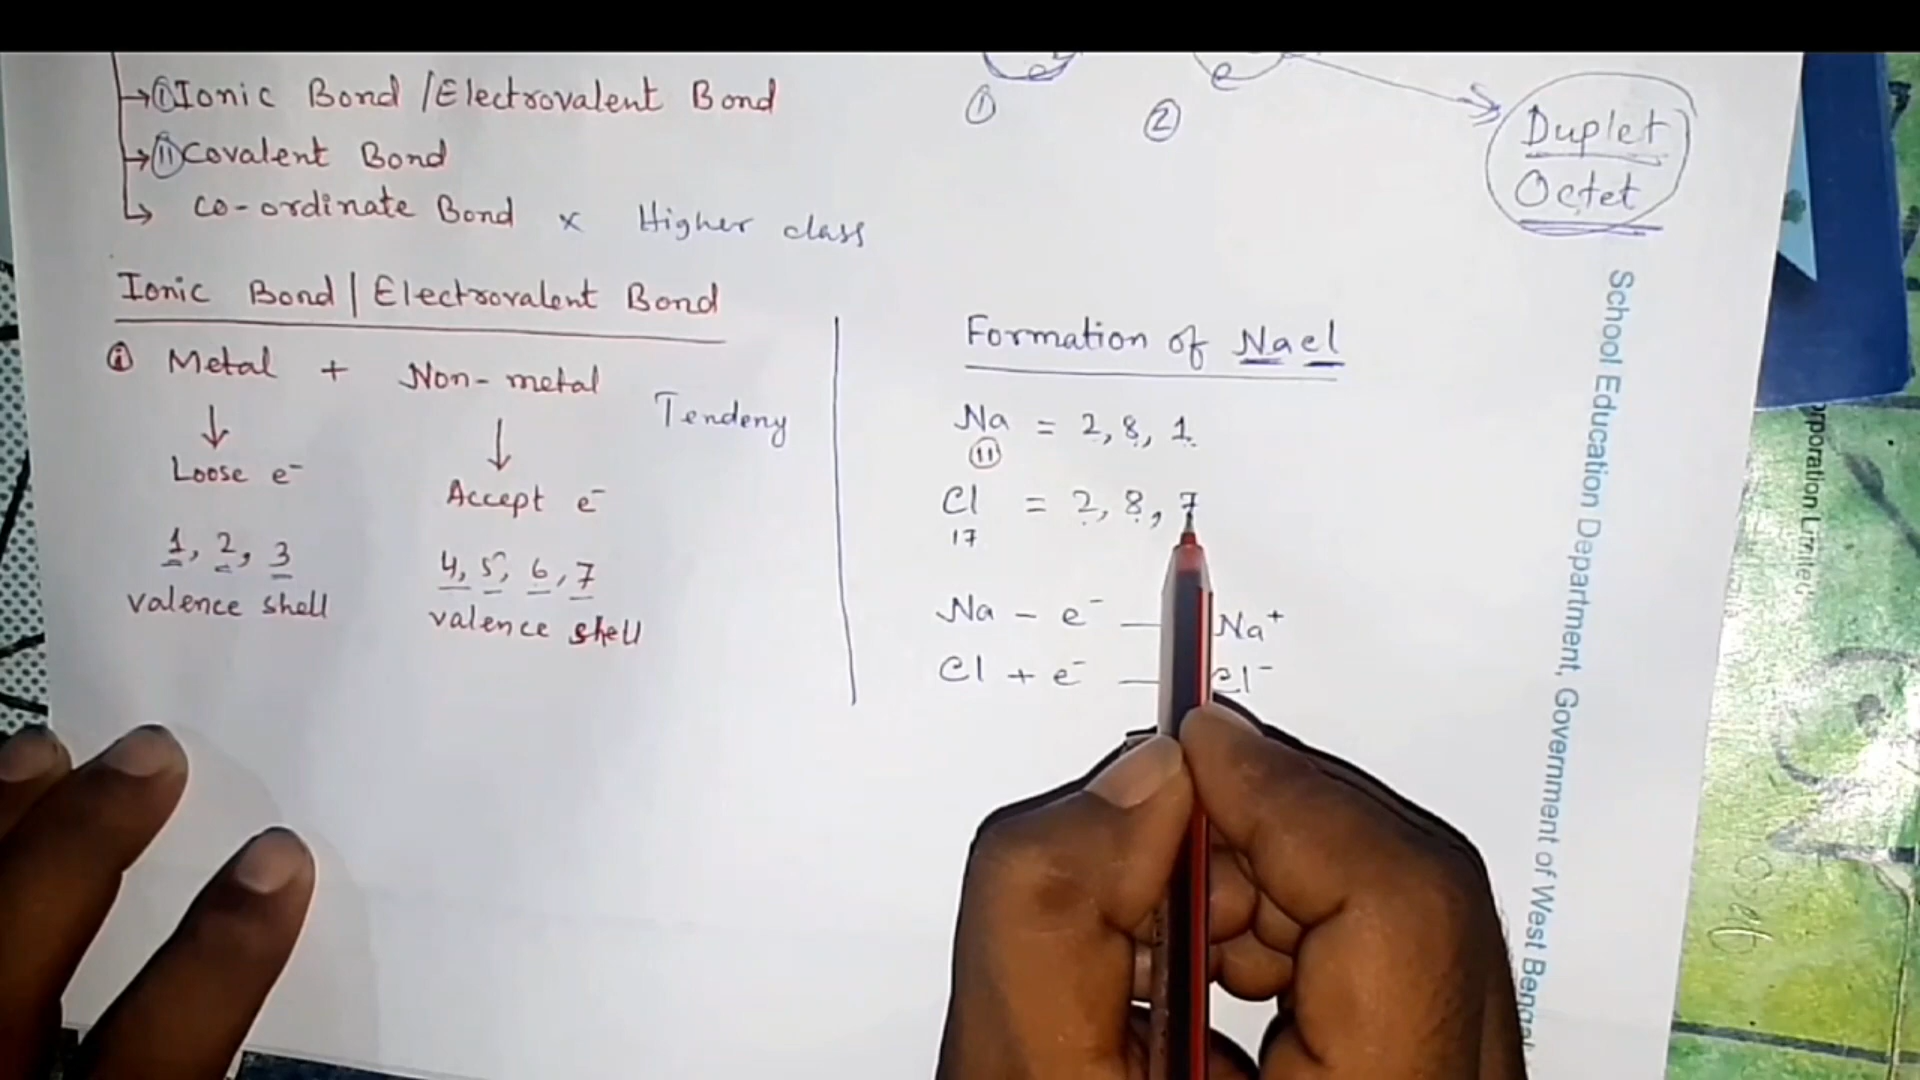 →ⓘ Ionic Bond / Electrovalent Bond
→ⓘⓘ Covalent Bond
↳ co-ordinate Bond × Higher class
e e
① ②
Duplet
Octet
Ionic Bond | Electrovalent Bond
ⓘ Metal + Non-metal
↓ ↓
Tendeny
Loose e⁻
Accept e⁻
1, 2, 3
valence shell
4, 5, 6, 7
valence shell
Formation of Nacl
Na = 2, 8, 1
11
Cl = 2, 8, 7
17
Na - e⁻ — Na⁺
Cl + e⁻ — Cl⁻
School Education Department, Government of West Bengal
orporation Limited